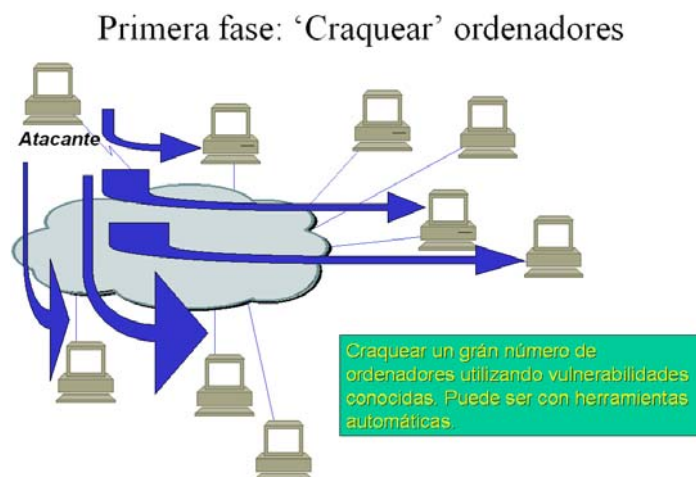 Primera fase: ‘Craquear’ ordenadores
Atacante
Craquear un grán número de
ordenadores utilizando vulnerabilidades
conocidas. Puede ser con herramientas
automáticas.